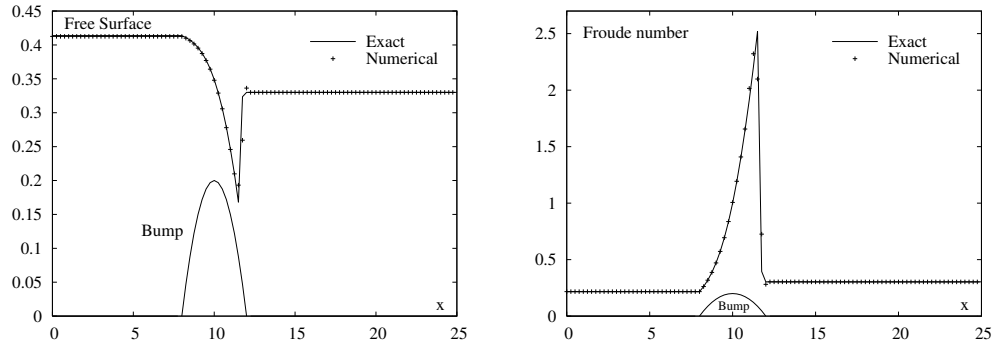 0.45
Free Surface
0.4
Exact
Numerical
0.35
0.3
0.25
0.2
0.15
Bump
0.1
0.05
0
x
0 5 10 15 20 25
2.5
Froude number
Exact
Numerical
2
1.5
1
0.5
Bump
0
x
0 5 10 15 20 25